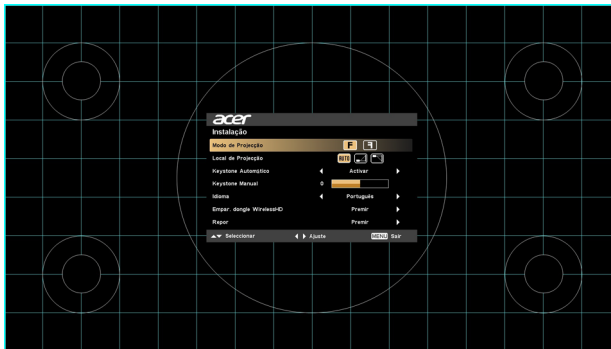 acer
Instalação
Modo de Projecção F F
Local de Projecção AUTO
Keystone Automático Activar
Keystone Manual 0
Idioma Português
Empar. dongle WirelessHD Premir
Repor Premir
Seleccionar Ajuste MENU Sair